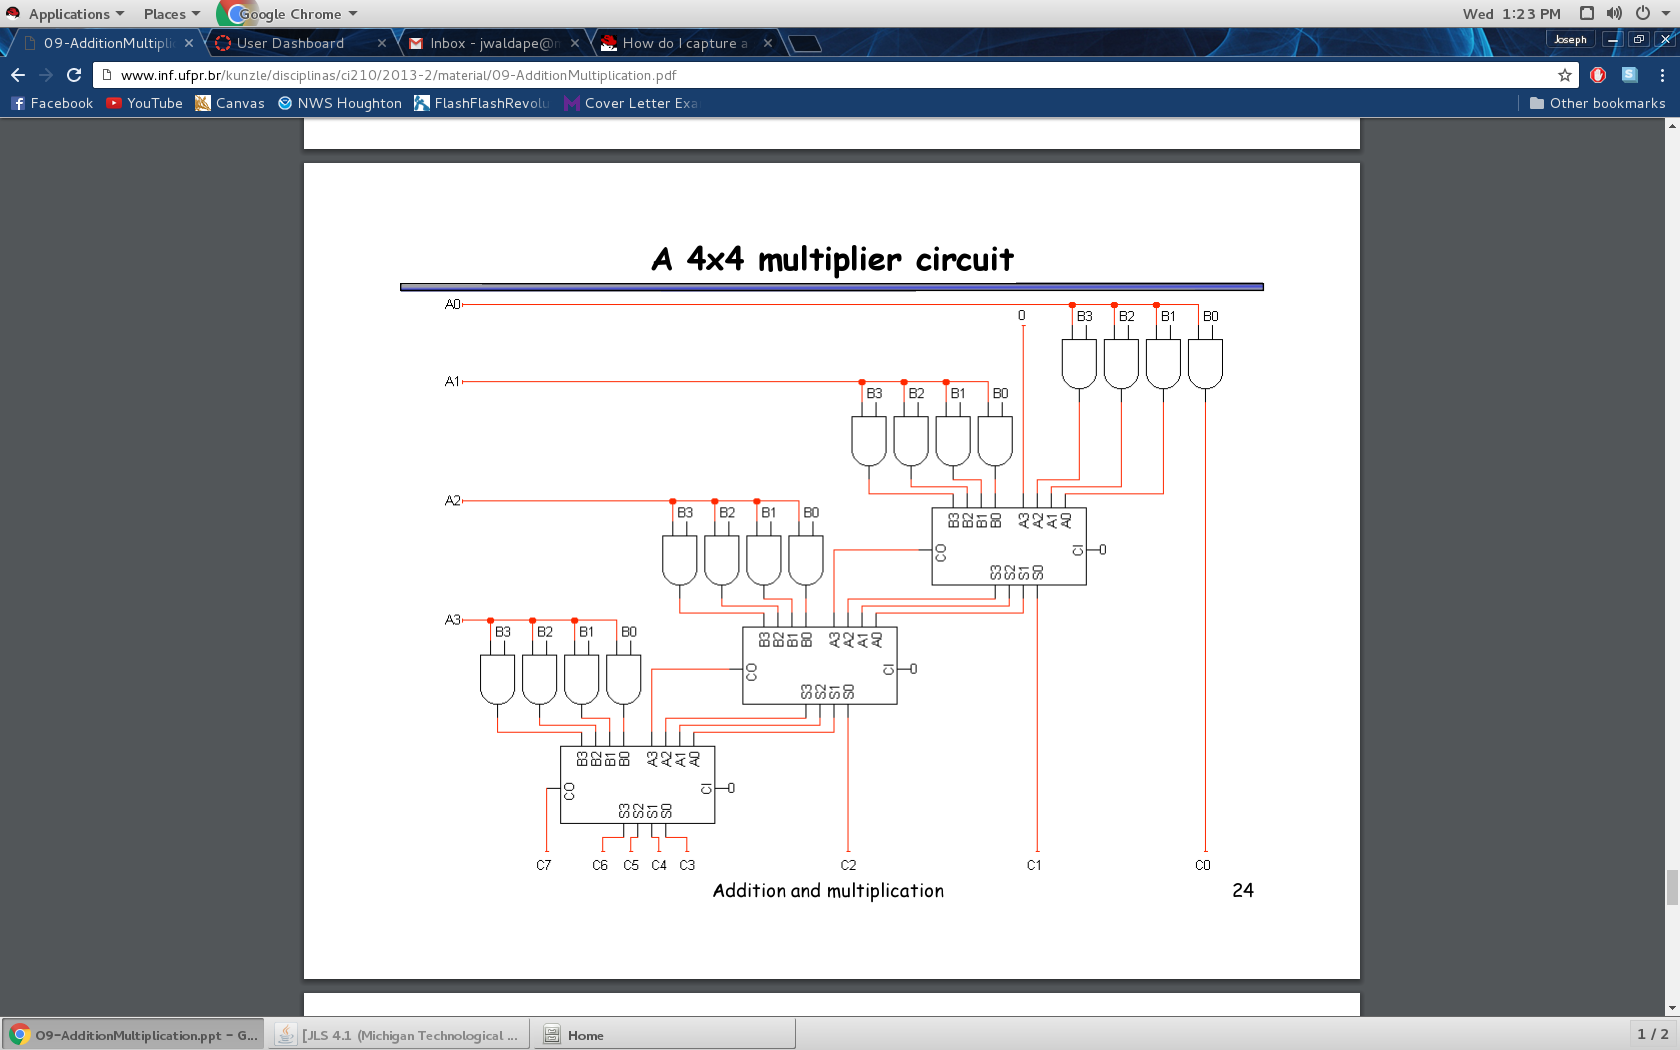 Applications Places Google Chrome Wed 1:23 PM
09-AdditionMultipli User Dashboard Inbox - jwaldape@ How do I capture a Joseph
www.inf.ufpr.br/kunzle/disciplinas/ci210/2013-2/material/09-AdditionMultiplication.pdf S
Facebook YouTube Canvas NWS Houghton FlashFlashRevolu Cover Letter Exa Other bookmarks
A 4x4 multiplier circuit
A0
0 B3 B2 B1 B0
A1
B3 B2 B1 B0
A2
B3 B2 B1 B0
B3 B2 B1 B0 A3 A2 A1 A0
CO CI 0
S3 S2 S1 S0
A3
B3 B2 B1 B0
B3 B2 B1 B0 A3 A2 A1 A0
CO CI 0
S3 S2 S1 S0
B3 B2 B1 B0 A3 A2 A1 A0
CO CI 0
S3 S2 S1 S0
C7 C6 C5 C4 C3 C2 C1 C0
Addition and multiplication 24
09-AdditionMultiplication.ppt - G... [JLS 4.1 (Michigan Technological ... Home 1 / 2